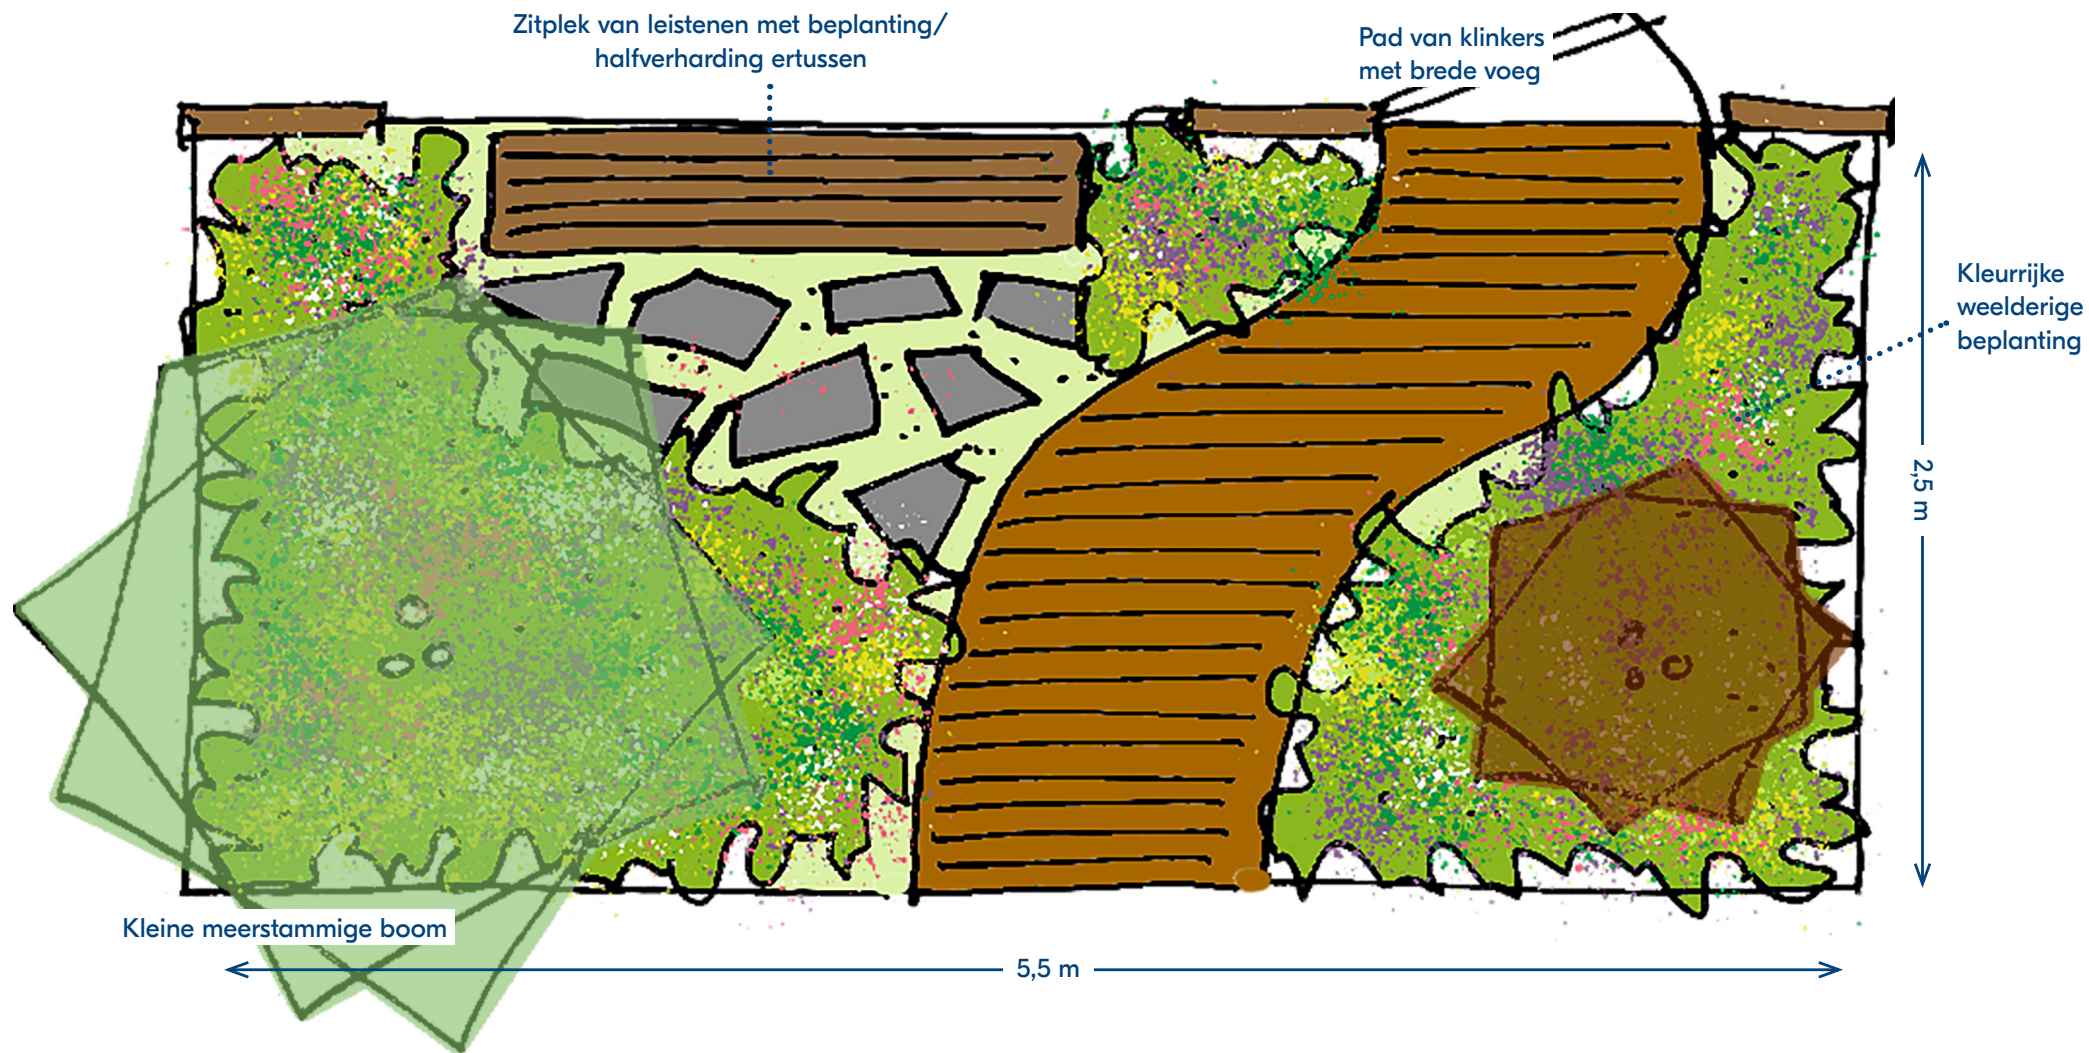 Zitplek van leistenen met beplanting/
halfverharding ertussen
Pad van klinkers
met brede voeg
Kleurrijke
weelderige
beplanting
2,5 m
Kleine meerstammige boom
5,5 m